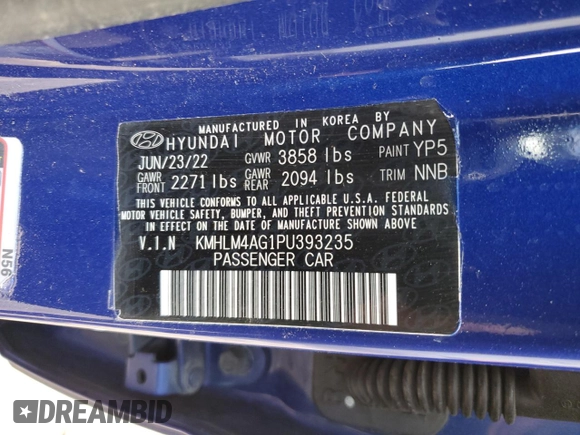 MANUFACTURED IN KOREA BY
HYUNDAI MOTOR COMPANY
JUN/23/22 GVWR 3858 lbs PAINT YP5
GAWR FRONT 2271 lbs GAWR REAR 2094 lbs TRIM NNB
THIS VEHICLE CONFORMS TO ALL APPLICABLE U.S.A. FEDERAL
MOTOR VEHICLE SAFETY, BUMPER, AND THEFT PREVENTION STANDARDS
IN EFFECT ON THE DATE OF MANUFACTURE SHOWN ABOVE.
V.I.N KMHLM4AG1PU393235
PASSENGER CAR
N56
DREAMBID